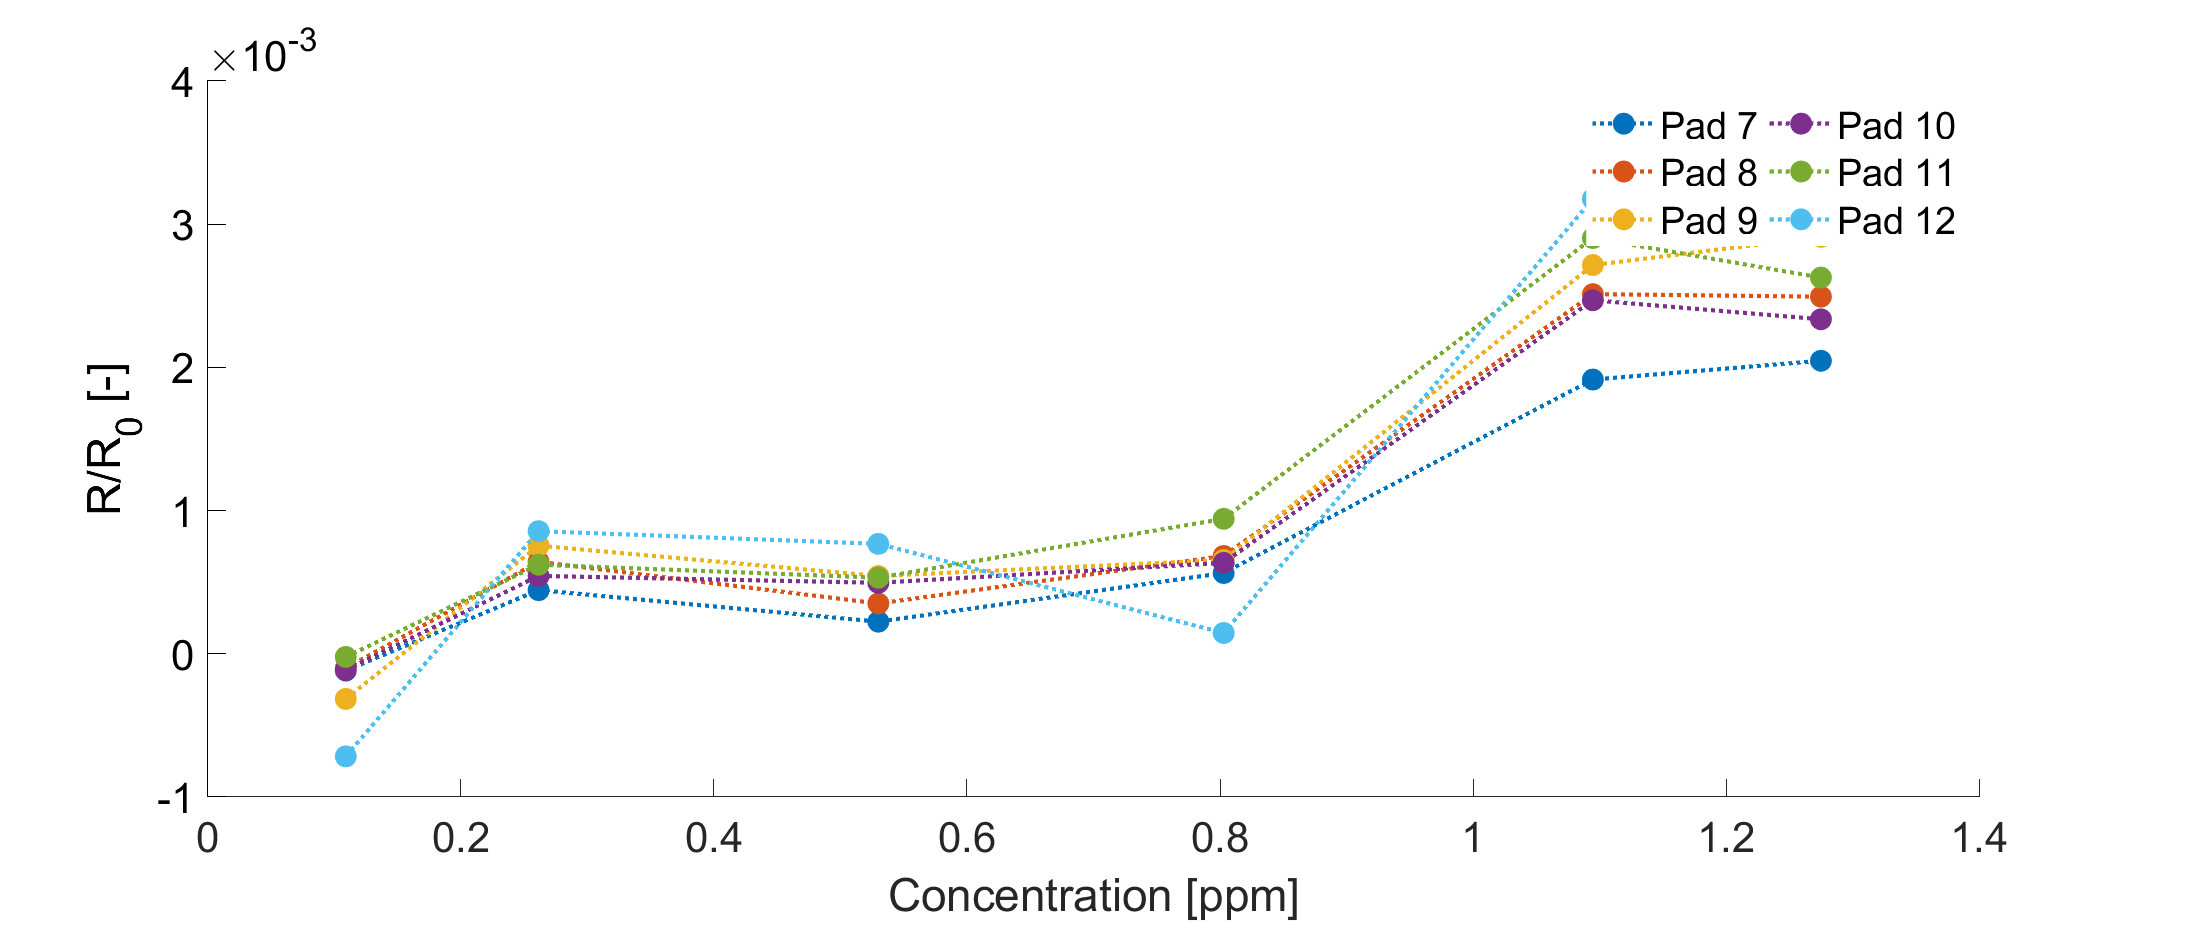 ×10-3
4
3
2
1
0
-1
R/R0 [-]
0 0.2 0.4 0.6 0.8 1 1.2 1.4
Concentration [ppm]
Pad 7 Pad 10
Pad 8 Pad 11
Pad 9 Pad 12